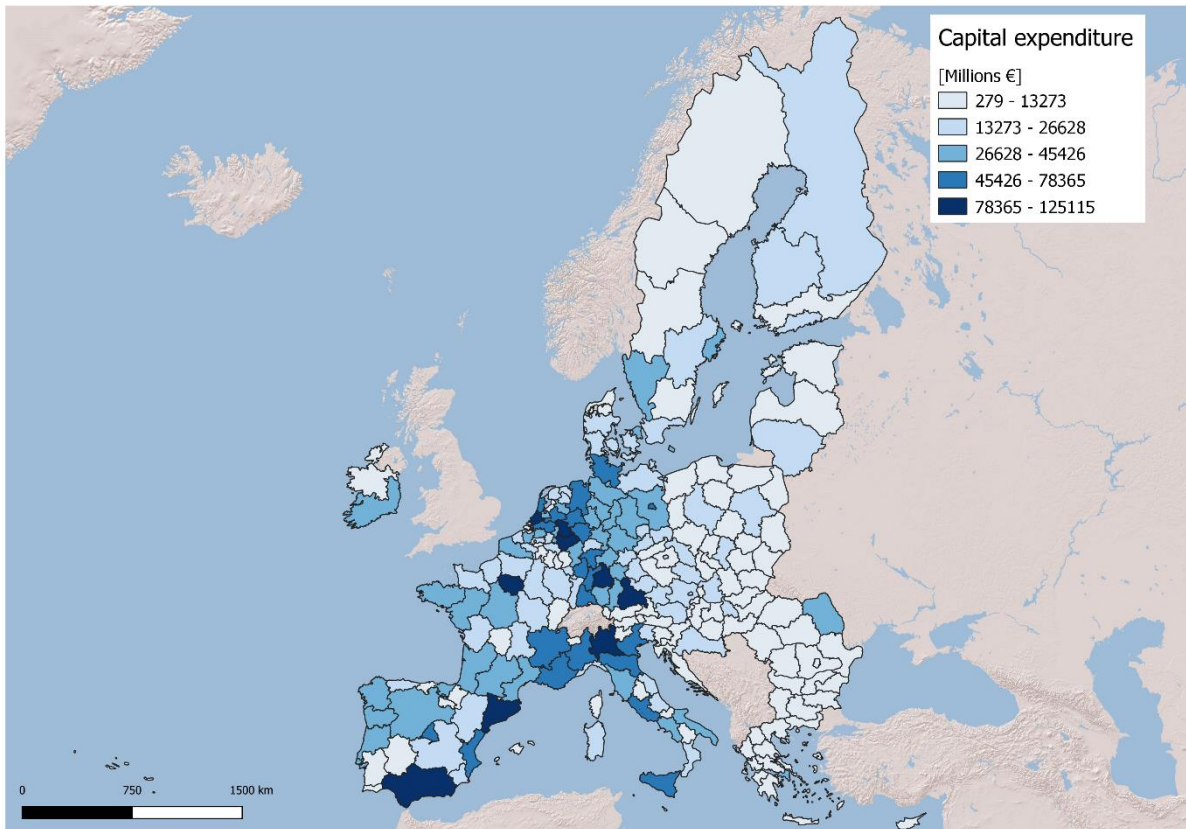 Capital expenditure
[Millions €]
279 - 13273
13273 - 26628
26628 - 45426
45426 - 78365
78365 - 125115
0 750 1500 km